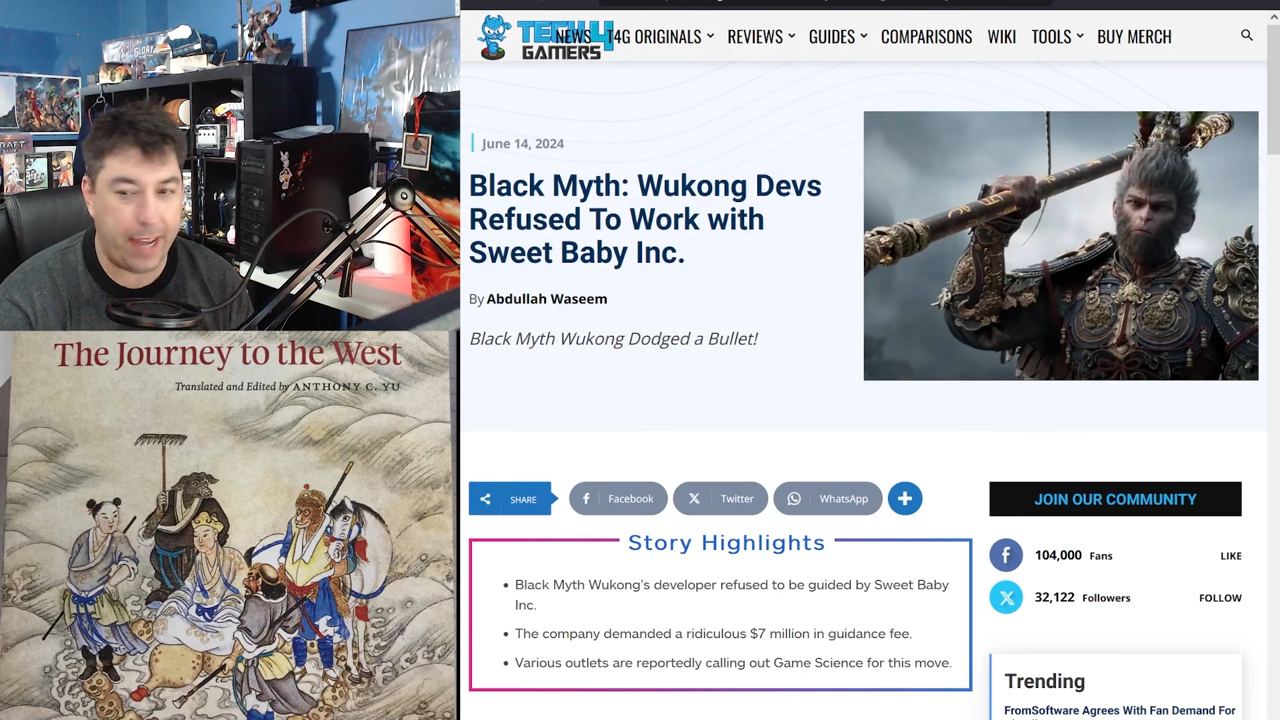 TECH 4
GAMERS
NEWS T4G ORIGINALS REVIEWS GUIDES COMPARISONS WIKI TOOLS BUY MERCH
June 14, 2024
Black Myth: Wukong Devs
Refused To Work with
Sweet Baby Inc.
By Abdullah Waseem
Black Myth Wukong Dodged a Bullet!
SHARE Facebook Twitter WhatsApp
Story Highlights
• Black Myth Wukong's developer refused to be guided by Sweet Baby
Inc.
• The company demanded a ridiculous $7 million in guidance fee.
• Various outlets are reportedly calling out Game Science for this move.
JOIN OUR COMMUNITY
104,000 Fans LIKE
32,122 Followers FOLLOW
Trending
FromSoftware Agrees With Fan Demand For
The Journey to the West
Translated and Edited by ANTHONY C. YU
GLORY